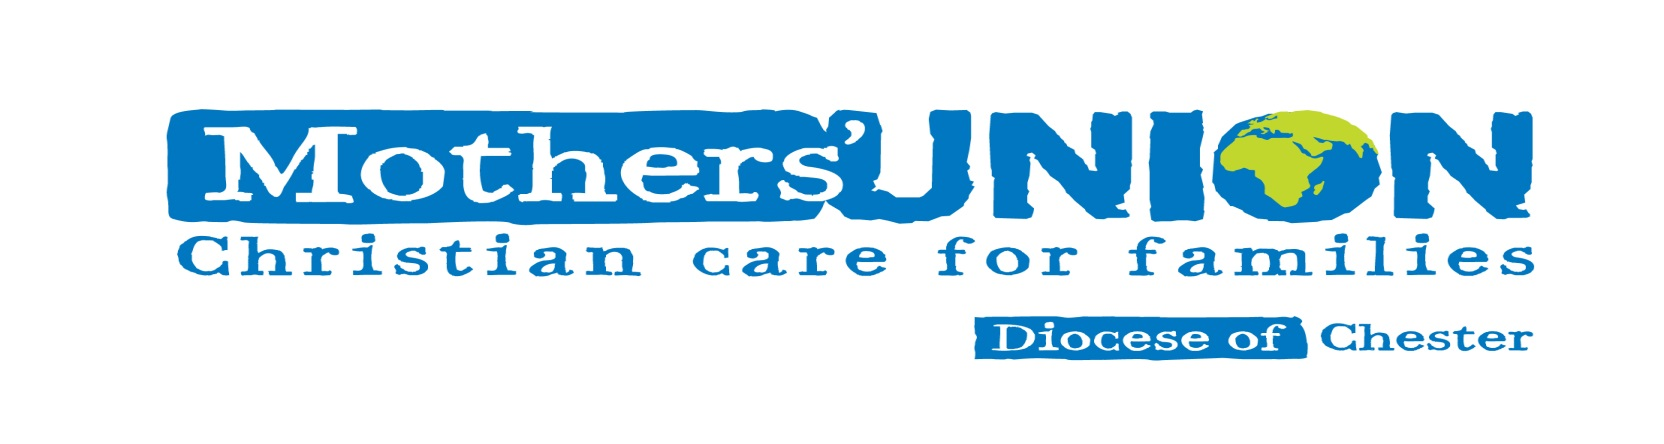 Mothers' UNION
Christian care for families
Diocese of Chester